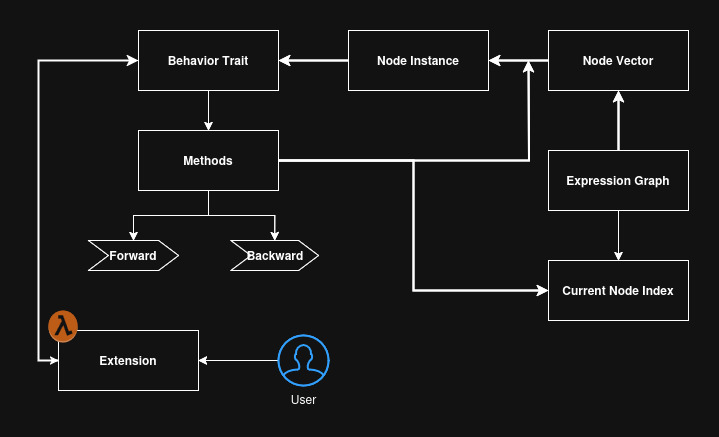 Behavior Trait
Node Instance
Node Vector
Methods
Expression Graph
Forward
Backward
Current Node Index
λ
Extension
User